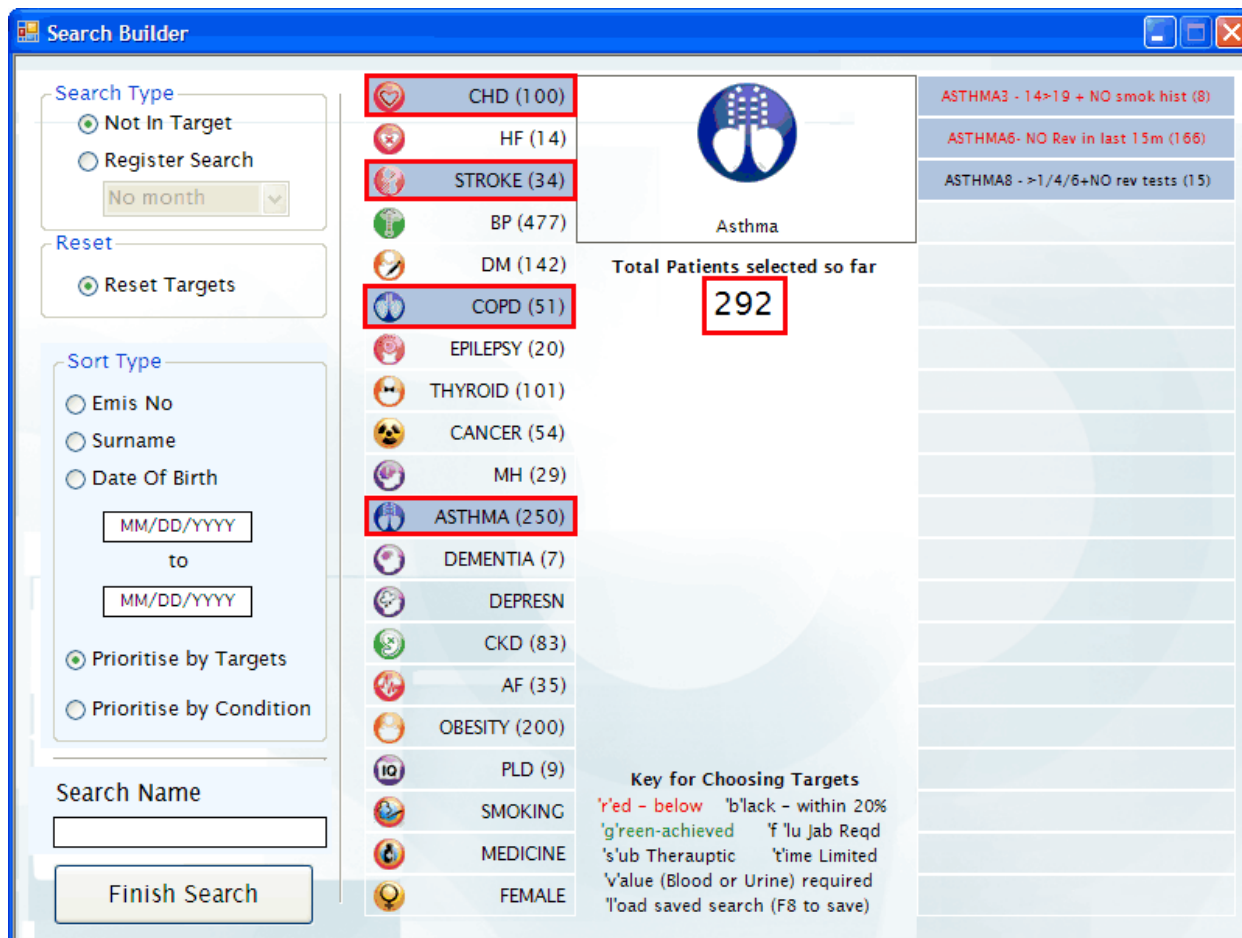 Search Builder
Search Type
Not In Target
Register Search
No month
Reset
Reset Targets
Sort Type
Emis No
Surname
Date Of Birth
MM/DD/YYYY
to
MM/DD/YYYY
Prioritise by Targets
Prioritise by Condition
Search Name
Finish Search
CHD (100)
HF (14)
STROKE (34)
BP (477)
DM (142)
COPD (51)
EPILEPSY (20)
THYROID (101)
CANCER (54)
MH (29)
ASTHMA (250)
DEMENTIA (7)
DEPRESN
CKD (83)
AF (35)
OBESITY (200)
IQ PLD (9)
SMOKING
MEDICINE
FEMALE
Asthma
Total Patients selected so far
292
Key for Choosing Targets
'r'ed - below 'b'lack - within 20%
'g'reen-achieved 'f 'lu Jab Reqd
's'ub Therauptic 't'ime Limited
'v'alue (Blood or Urine) required
'l'oad saved search (F8 to save)
ASTHMA3 - 14>19 + NO smok hist (8)
ASTHMA6- NO Rev in last 15m (166)
ASTHMA8 - >1/4/6+NO rev tests (15)